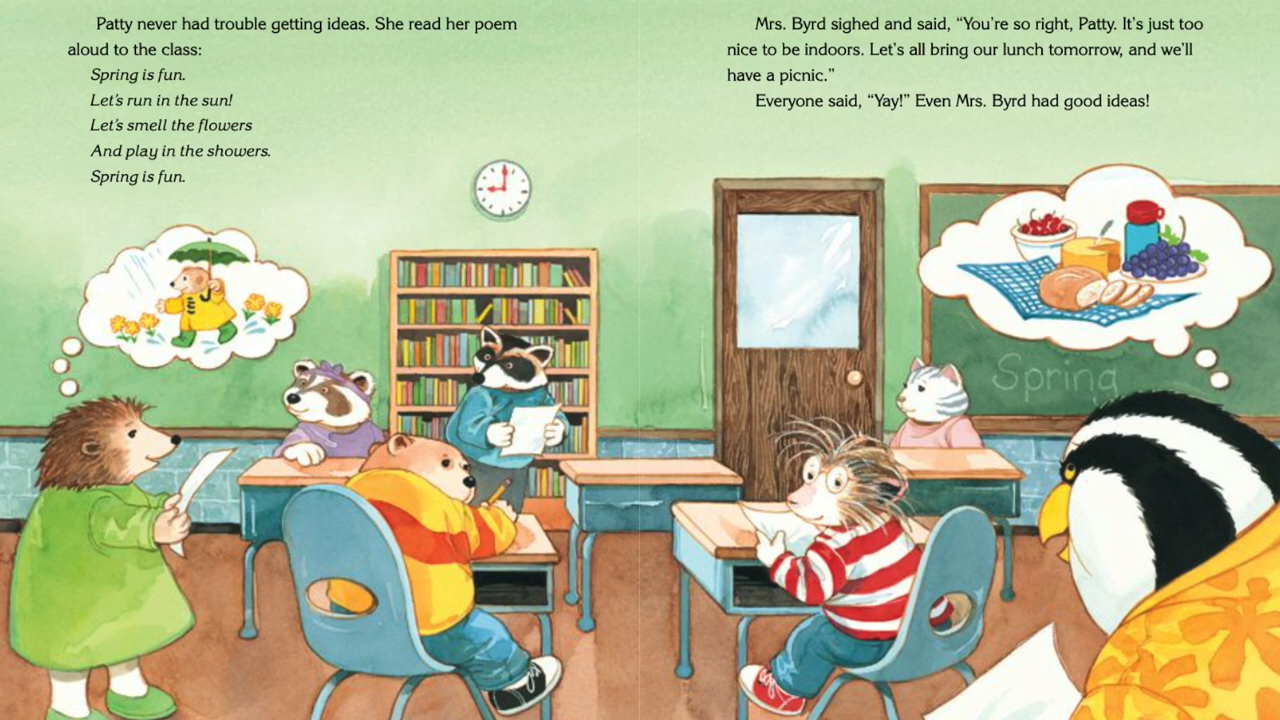 Patty never had trouble getting ideas. She read her poem
aloud to the class:
Spring is fun.
Let’s run in the sun!
Let’s smell the flowers
And play in the showers.
Spring is fun.
Mrs. Byrd sighed and said, “You’re so right, Patty. It’s just too
nice to be indoors. Let’s all bring our lunch tomorrow, and we’ll
have a picnic.”
Everyone said, “Yay!” Even Mrs. Byrd had good ideas!
Spring